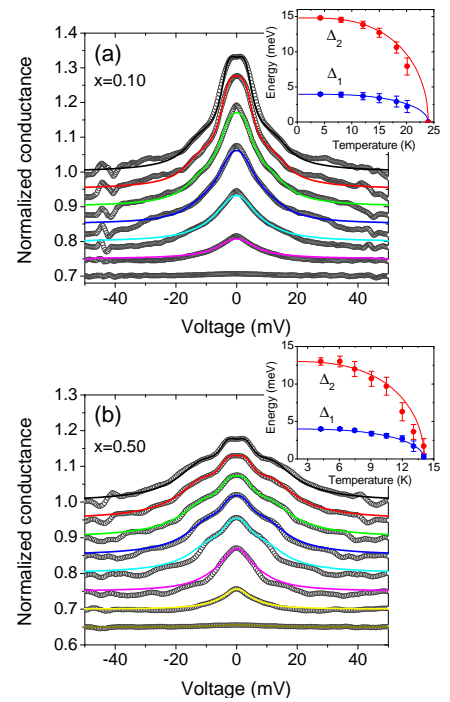 (a)
x=0.10
Normalized conductance
1.4
1.3
1.2
1.1
1.0
0.9
0.8
0.7
-40 -20 0 20 40
Voltage (mV)
Energy (meV)
15
10
5
0
Δ2
Δ1
0 5 10 15 20 25
Temperature (K)
(b)
x=0.50
Normalized conductance
1.3
1.2
1.1
1.0
0.9
0.8
0.7
0.6
-40 -20 0 20 40
Voltage (mV)
Energy (meV)
15
10
5
0
Δ2
Δ1
3 6 9 12 15
Temperature (K)